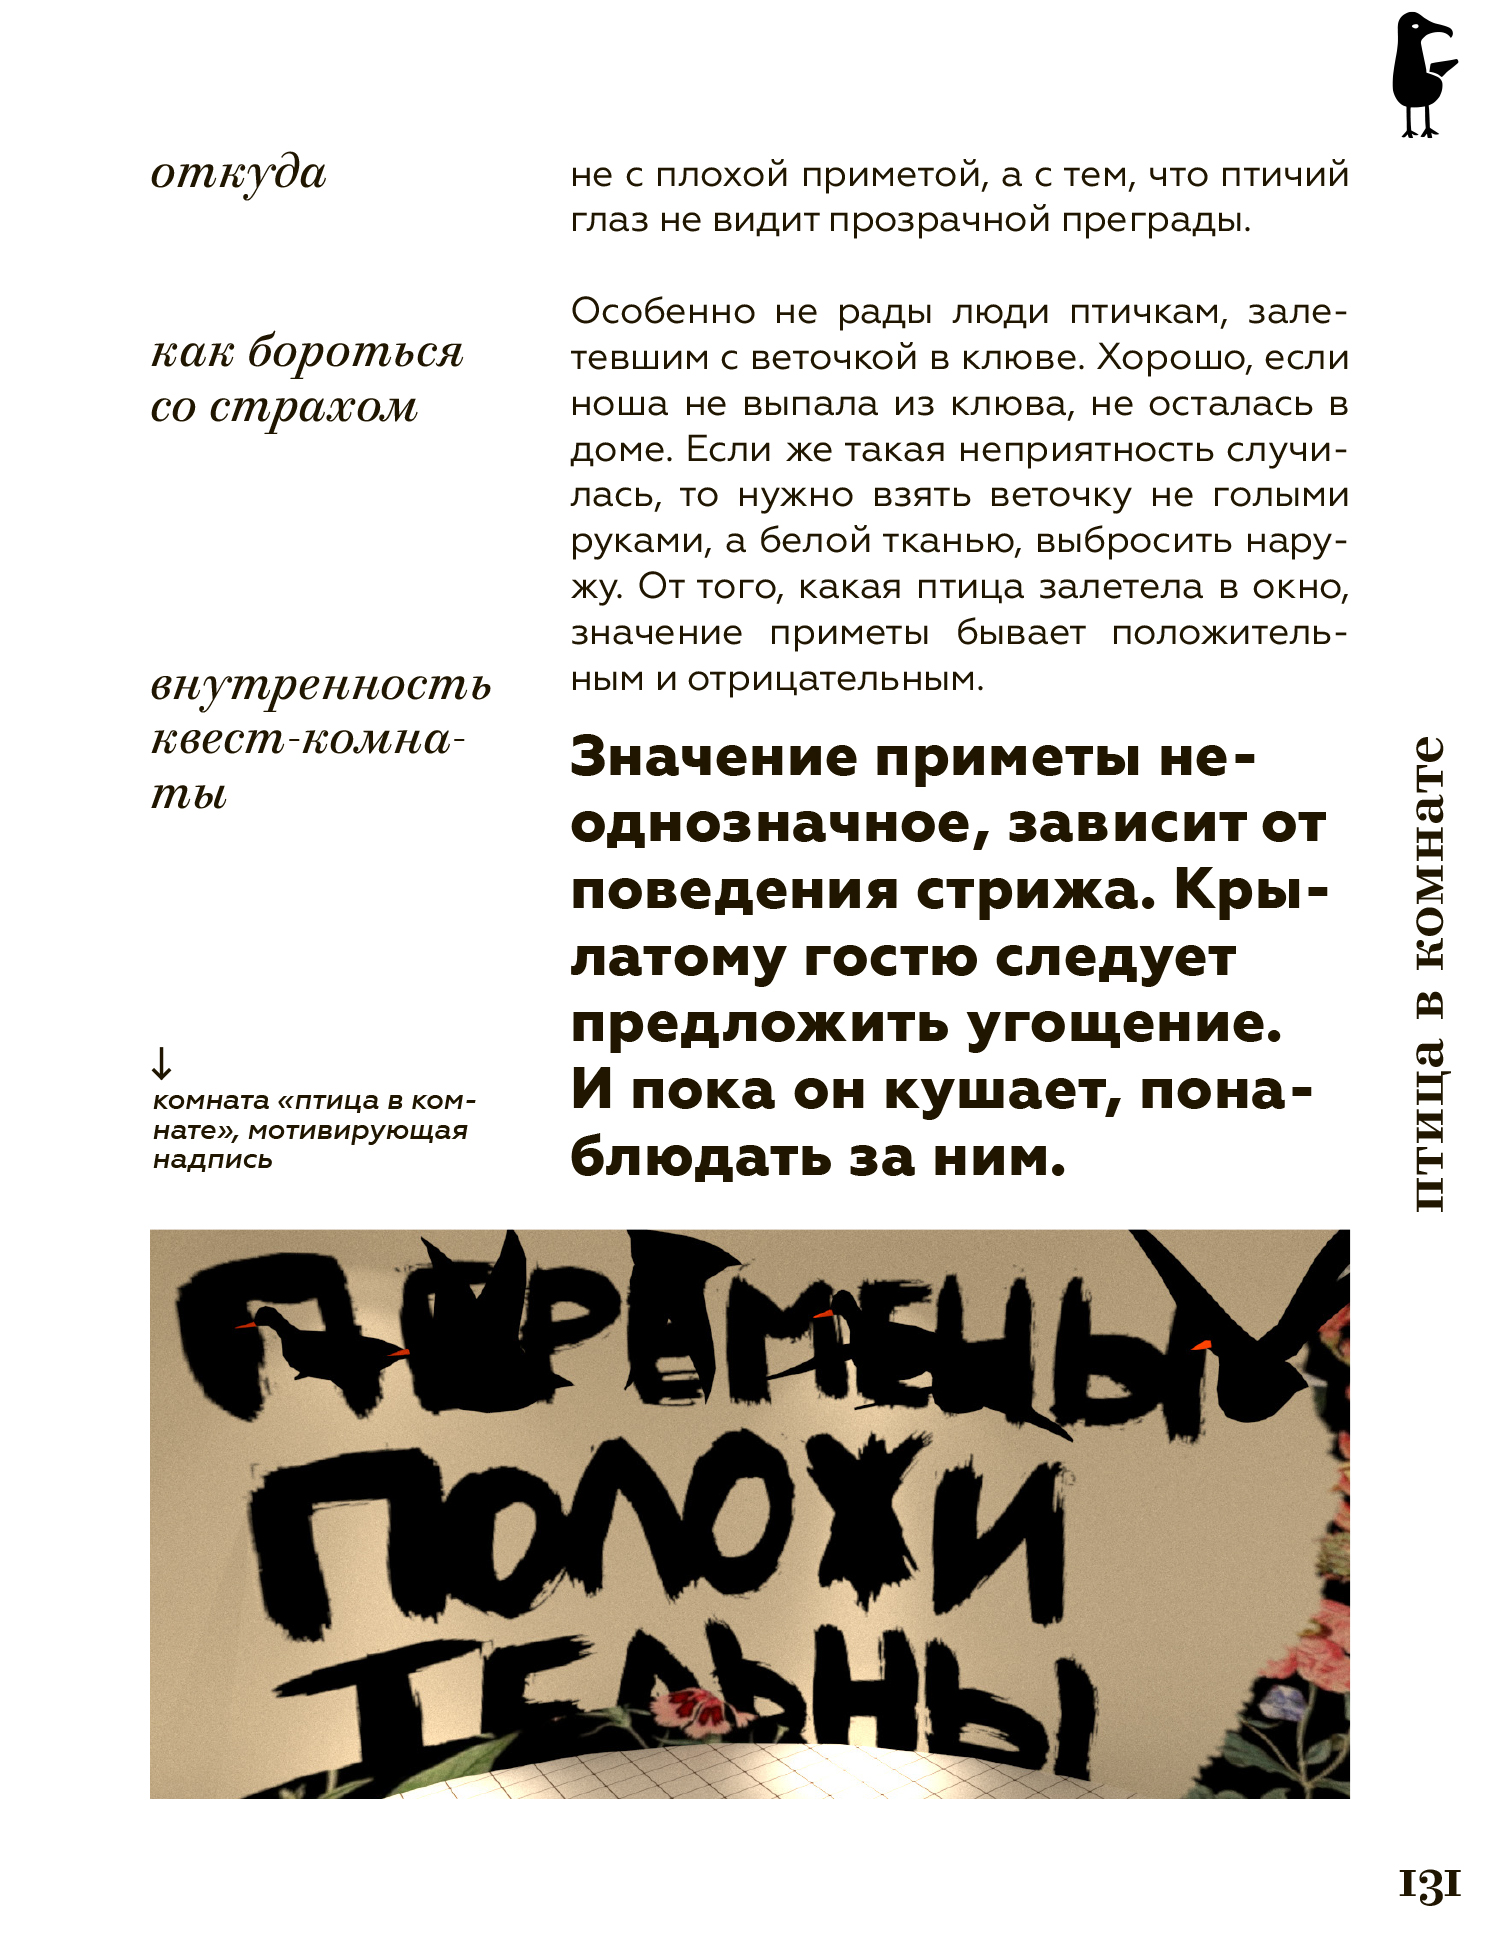 откуда
как бороться
со страхом
внутренность
квест-комна-
ты
↓
комната «птица в ком-
нате», мотивирующая
надпись
не с плохой приметой, а с тем, что птичий
глаз не видит прозрачной преграды.
Особенно не рады люди птичкам, зале-
тевшим с веточкой в клюве. Хорошо, если
ноша не выпала из клюва, не осталась в
доме. Если же такая неприятность случи-
лась, то нужно взять веточку не голыми
руками, а белой тканью, выбросить нару-
жу. От того, какая птица залетела в окно,
значение приметы бывает положитель-
ным и отрицательным.
Значение приметы не-
однозначное, зависит от
поведения стрижа. Кры-
латому гостю следует
предложить угощение.
И пока он кушает, пона-
блюдать за ним.
птица в комнате
ПОЛОЖИ
ТЕЛЬНЫ
131